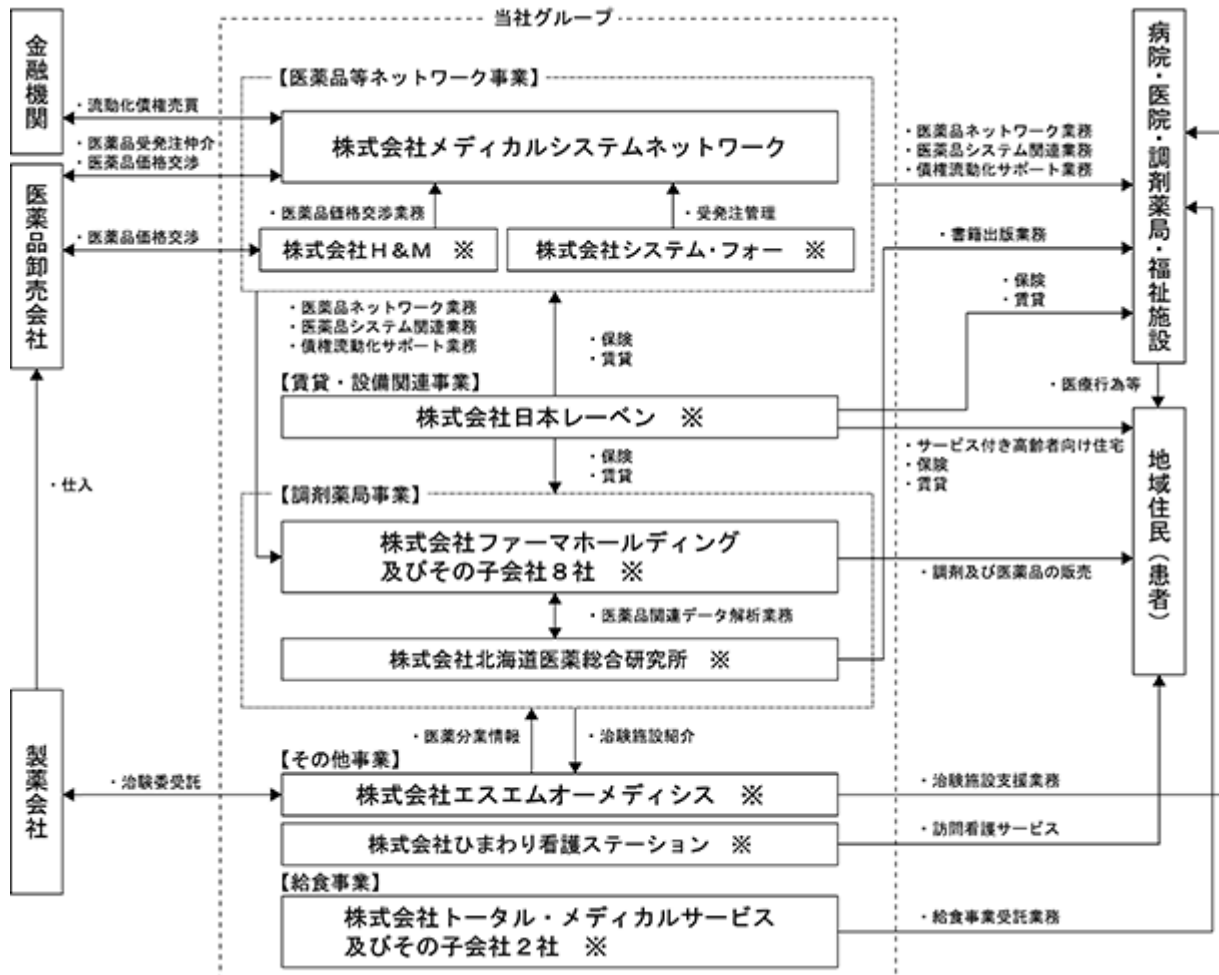 当社グループ
金融機関
医薬品卸売会社
製薬会社
病院・医院・調剤薬局・福祉施設
地域住民（患者）
【医薬品等ネットワーク事業】
・流動化債権売買
株式会社メディカルシステムネットワーク
・医薬品受発注仲介
・医薬品価格交渉
・医薬品ネットワーク業務
・医薬品システム関連業務
・債権流動化サポート業務
・医薬品価格交渉業務
・受発注管理
・医薬品価格交渉
株式会社Ｈ＆Ｍ　※
株式会社システム・フォー　※
・書籍出版業務
・医薬品ネットワーク業務
・医薬品システム関連業務
・債権流動化サポート業務
・保険
・賃貸
・保険
・賃貸
【賃貸・設備関連事業】
株式会社日本レーベン　※
・医療行為等
・サービス付き高齢者向け住宅
・保険
・賃貸
・保険
・賃貸
・仕入
【調剤薬局事業】
株式会社ファーマホールディング
及びその子会社８社　※
・調剤及び医薬品の販売
・医薬品関連データ解析業務
株式会社北海道医薬総合研究所　※
・医薬分業情報
・治験施設紹介
【その他事業】
・治験委受託
株式会社エスエムオーメディシス　※
・治験施設支援業務
株式会社ひまわり看護ステーション　※
・訪問看護サービス
【給食事業】
株式会社トータル・メディカルサービス
及びその子会社２社　※
・給食事業受託業務